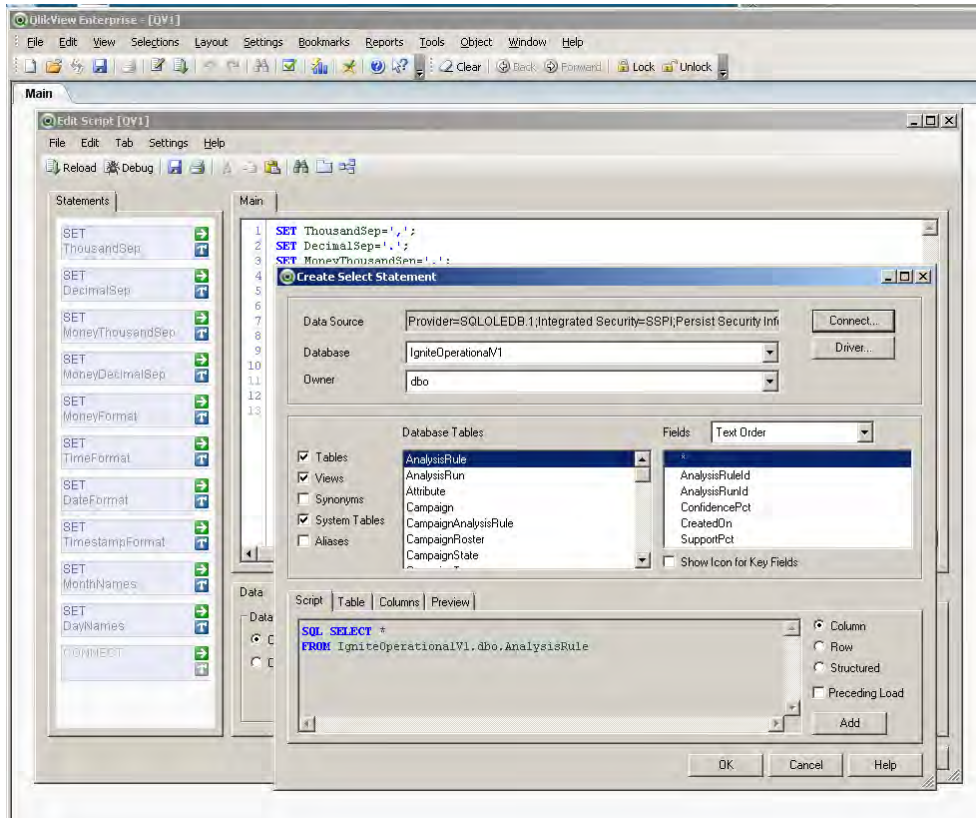 QlikView Enterprise - [QV1]
File Edit View Selections Layout Settings Bookmarks Reports Tools Object Window Help
Clear Back Forward Lock Unlock
Main
Edit Script [QV1]
File Edit Tab Settings Help
Reload Debug
Statements
Main
SET
ThousandSep
SET
DecimalSep
SET
MoneyThousandSep
SET
MoneyDecimalSep
SET
MoneyFormat
SET
TimeFormat
SET
DateFormat
SET
TimestampFormat
SET
MonthNames
SET
DayNames
CONNECT
1 SET ThousandSep=',';
2 SET DecimalSep='.';
3 SET MoneyThousandSep=',';
4
5
6
7
8
9
10
11
12
13
Data
Data
Create Select Statement
Data Source Provider=SQLOLEDB.1;Integrated Security=SSPI;Persist Security Inf Connect...
Database IgniteOperationalV1 Driver...
Owner dbo
Database Tables Fields Text Order
Tables
Views
Synonyms
System Tables
Aliases
AnalysisRule
AnalysisRun
Attribute
Campaign
CampaignAnalysisRule
CampaignRoster
CampaignState
*
AnalysisRuleId
AnalysisRunId
ConfidencePct
CreatedOn
SupportPct
Show Icon for Key Fields
Script Table Columns Preview
SQL SELECT *
FROM IgniteOperationalV1.dbo.AnalysisRule
Column
Row
Structured
Preceding Load
Add
OK Cancel Help